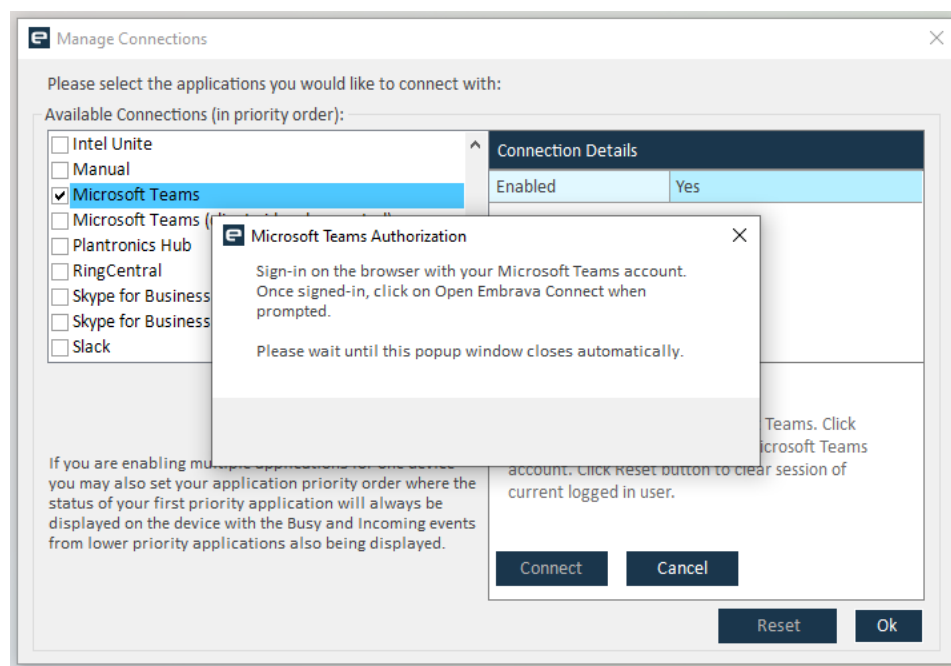 Manage Connections
Please select the applications you would like to connect with:
Available Connections (in priority order):
Intel Unite
Manual
Microsoft Teams
Microsoft Teams (
Plantronics Hub
RingCentral
Skype for Business
Skype for Business
Slack
Connection Details
Enabled Yes
Microsoft Teams Authorization
Sign-in on the browser with your Microsoft Teams account.
Once signed-in, click on Open Embrava Connect when
prompted.
Please wait until this popup window closes automatically.
Teams. Click
icrosoft Teams
account. Click Reset button to clear session of
current logged in user.
If you are enabling multiple applications for one device
you may also set your application priority order where the
status of your first priority application will always be
displayed on the device with the Busy and Incoming events
from lower priority applications also being displayed.
Connect Cancel
Reset Ok